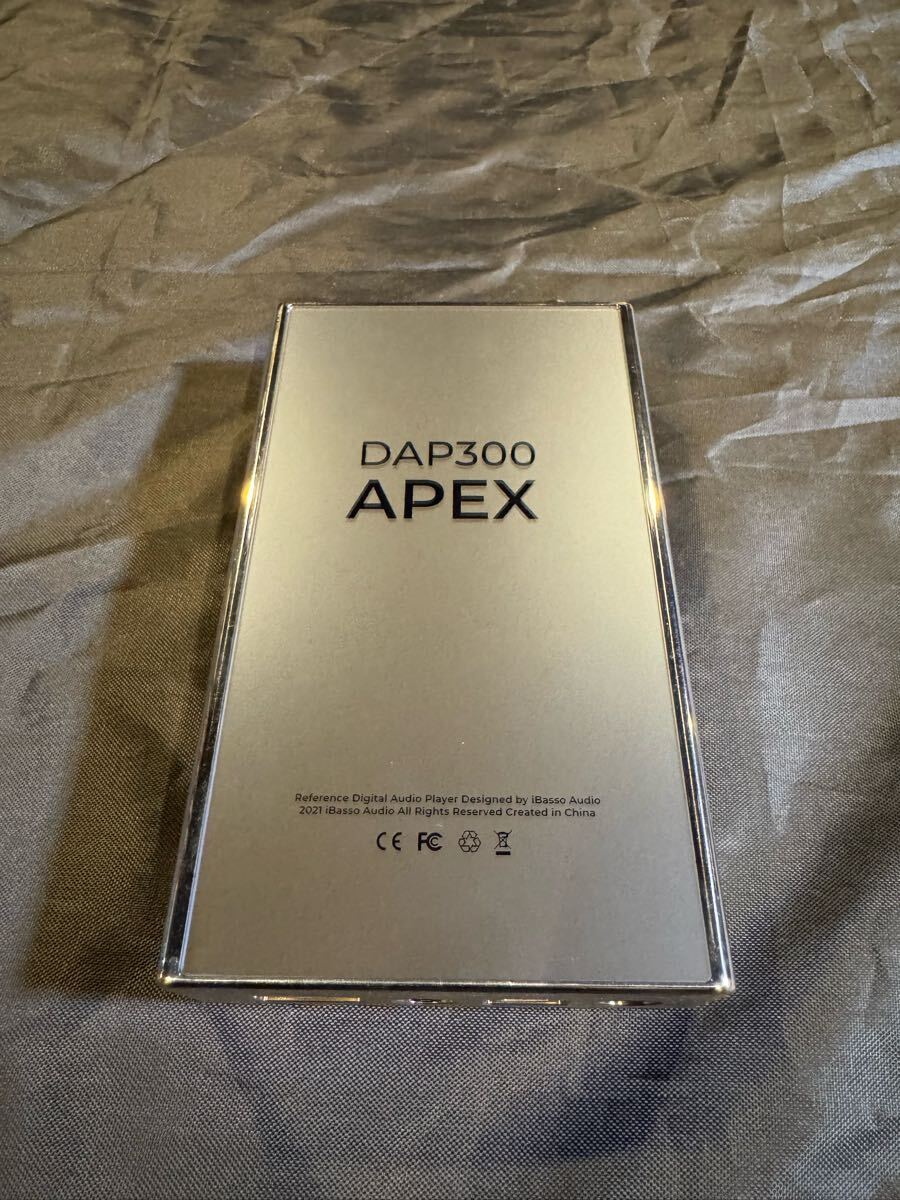 DAP300
APEX
Reference Digital Audio Player Designed by iBasso Audio
2021 iBasso Audio All Rights Reserved Created in China
CE FC